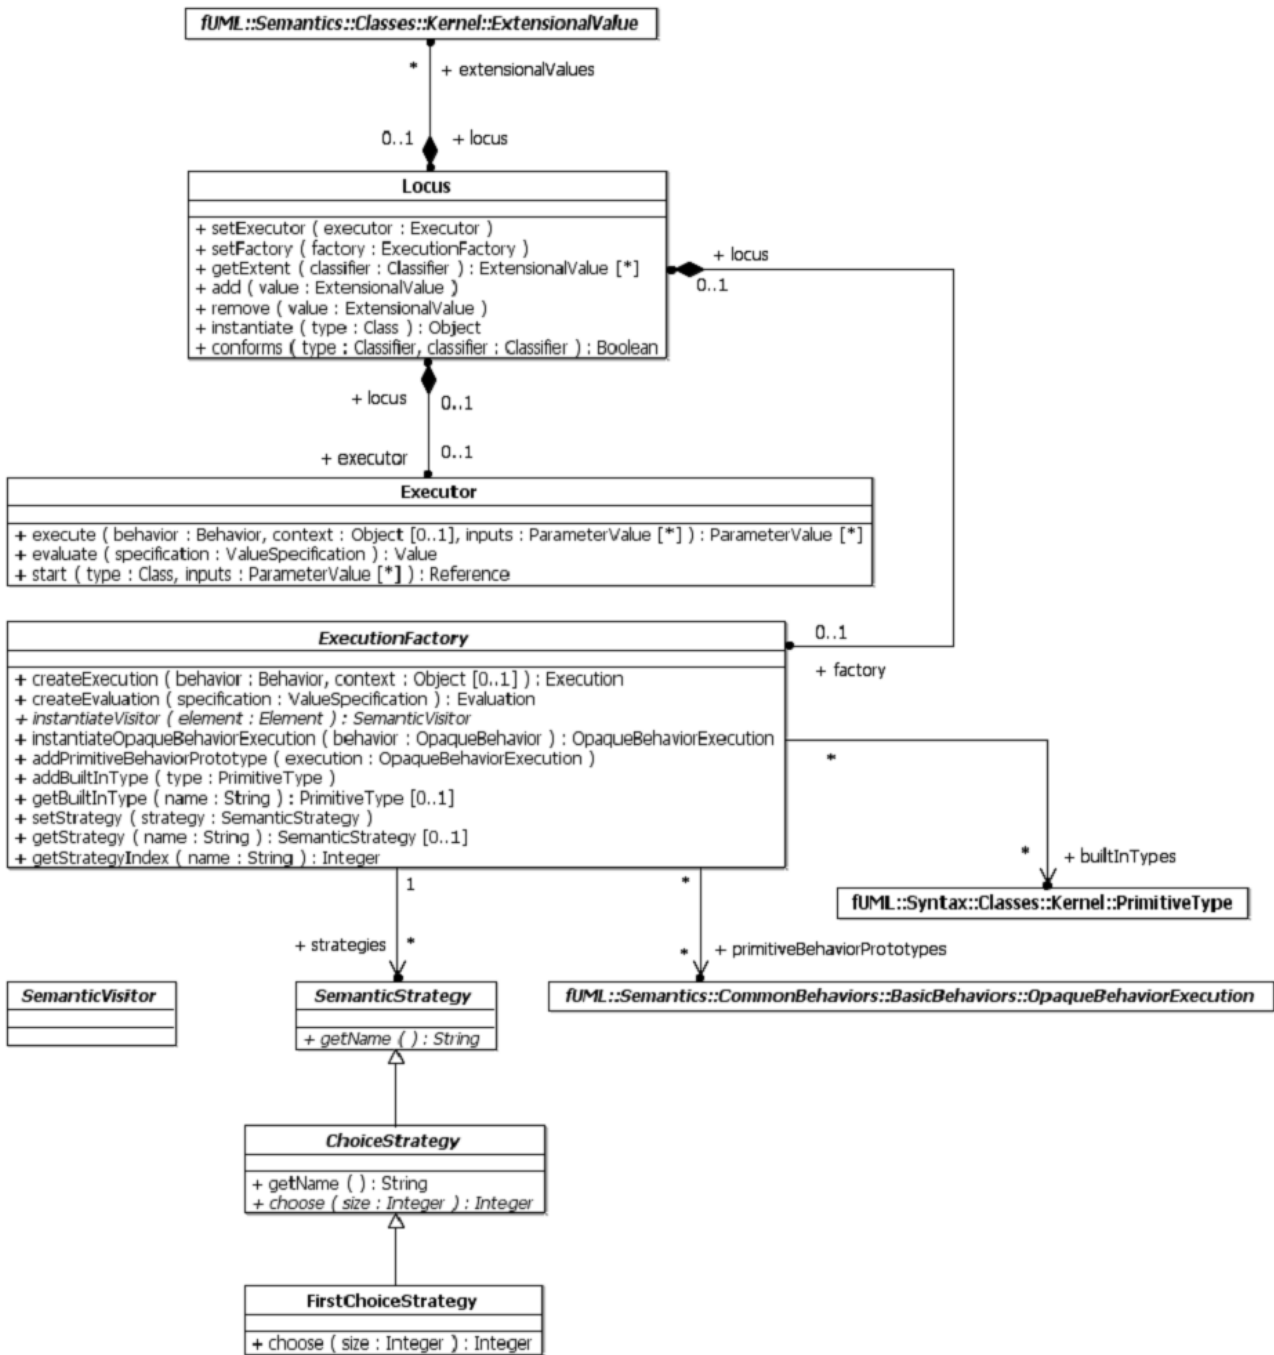 fUML::Semantics::Classes::Kernel::ExtensionalValue
* + extensionalValues
0..1 + locus
Locus
+ setExecutor ( executor : Executor )
+ setFactory ( factory : ExecutionFactory )
+ getExtent ( classifier : Classifier ) : ExtensionalValue [*]
+ add ( value : ExtensionalValue )
+ remove ( value : ExtensionalValue )
+ instantiate ( type : Class ) : Object
+ conforms ( type : Classifier, classifier : Classifier ) : Boolean
+ locus
0..1
+ locus
0..1
0..1
+ executor
Executor
+ execute ( behavior : Behavior, context : Object [0..1], inputs : ParameterValue [*] ) : ParameterValue [*]
+ evaluate ( specification : ValueSpecification ) : Value
+ start ( type : Class, inputs : ParameterValue [*] ) : Reference
ExecutionFactory
+ createExecution ( behavior : Behavior, context : Object [0..1] ) : Execution
+ createEvaluation ( specification : ValueSpecification ) : Evaluation
+ instantiateVisitor ( element : Element ) : SemanticVisitor
+ instantiateOpaqueBehaviorExecution ( behavior : OpaqueBehavior ) : OpaqueBehaviorExecution
+ addPrimitiveBehaviorPrototype ( execution : OpaqueBehaviorExecution )
+ addBuiltInType ( type : PrimitiveType )
+ getBuiltInType ( name : String ) : PrimitiveType [0..1]
+ setStrategy ( strategy : SemanticStrategy )
+ getStrategy ( name : String ) : SemanticStrategy [0..1]
+ getStrategyIndex ( name : String ) : Integer
0..1
+ factory
*
* + builtInTypes
fUML::Syntax::Classes::Kernel::PrimitiveType
1
+ strategies *
*
* + primitiveBehaviorPrototypes
SemanticVisitor
SemanticStrategy
+ getName ( ) : String
fUML::Semantics::CommonBehaviors::BasicBehaviors::OpaqueBehaviorExecution
ChoiceStrategy
+ getName ( ) : String
+ choose ( size : Integer ) : Integer
FirstChoiceStrategy
+ choose ( size : Integer ) : Integer